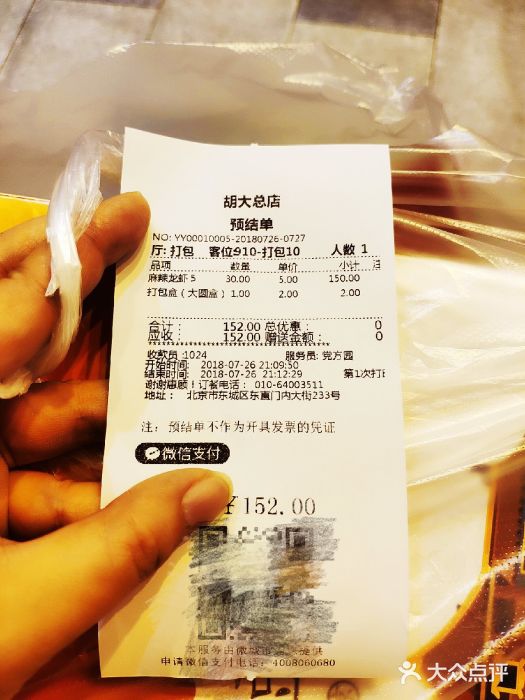 胡大总店
预结单
NO: YY00010005-20180726-0727
厅: 打包 客位910-打包10 人数 1
品项 数量 单价 小计
麻辣龙虾 5 30.00 5.00 150.00
打包盒（大圆盒） 1.00 2.00 2.00
合计： 152.00 总优惠： 0
应收： 152.00 赠送金额： 0
收款员 :1024 服务员: 党方园
开始时间: 2018-07-26 21:09:50
结束时间: 2018-07-26 21:12:29 第1次打
谢谢惠顾！订餐电话： 010-64003511
地址： 北京市东城区东直门内大街233号
注： 预结单不作为开具发票的凭证
微信支付
¥152.00
本服务由微 提供
申请微信支付电话: 4008060680
大众点评